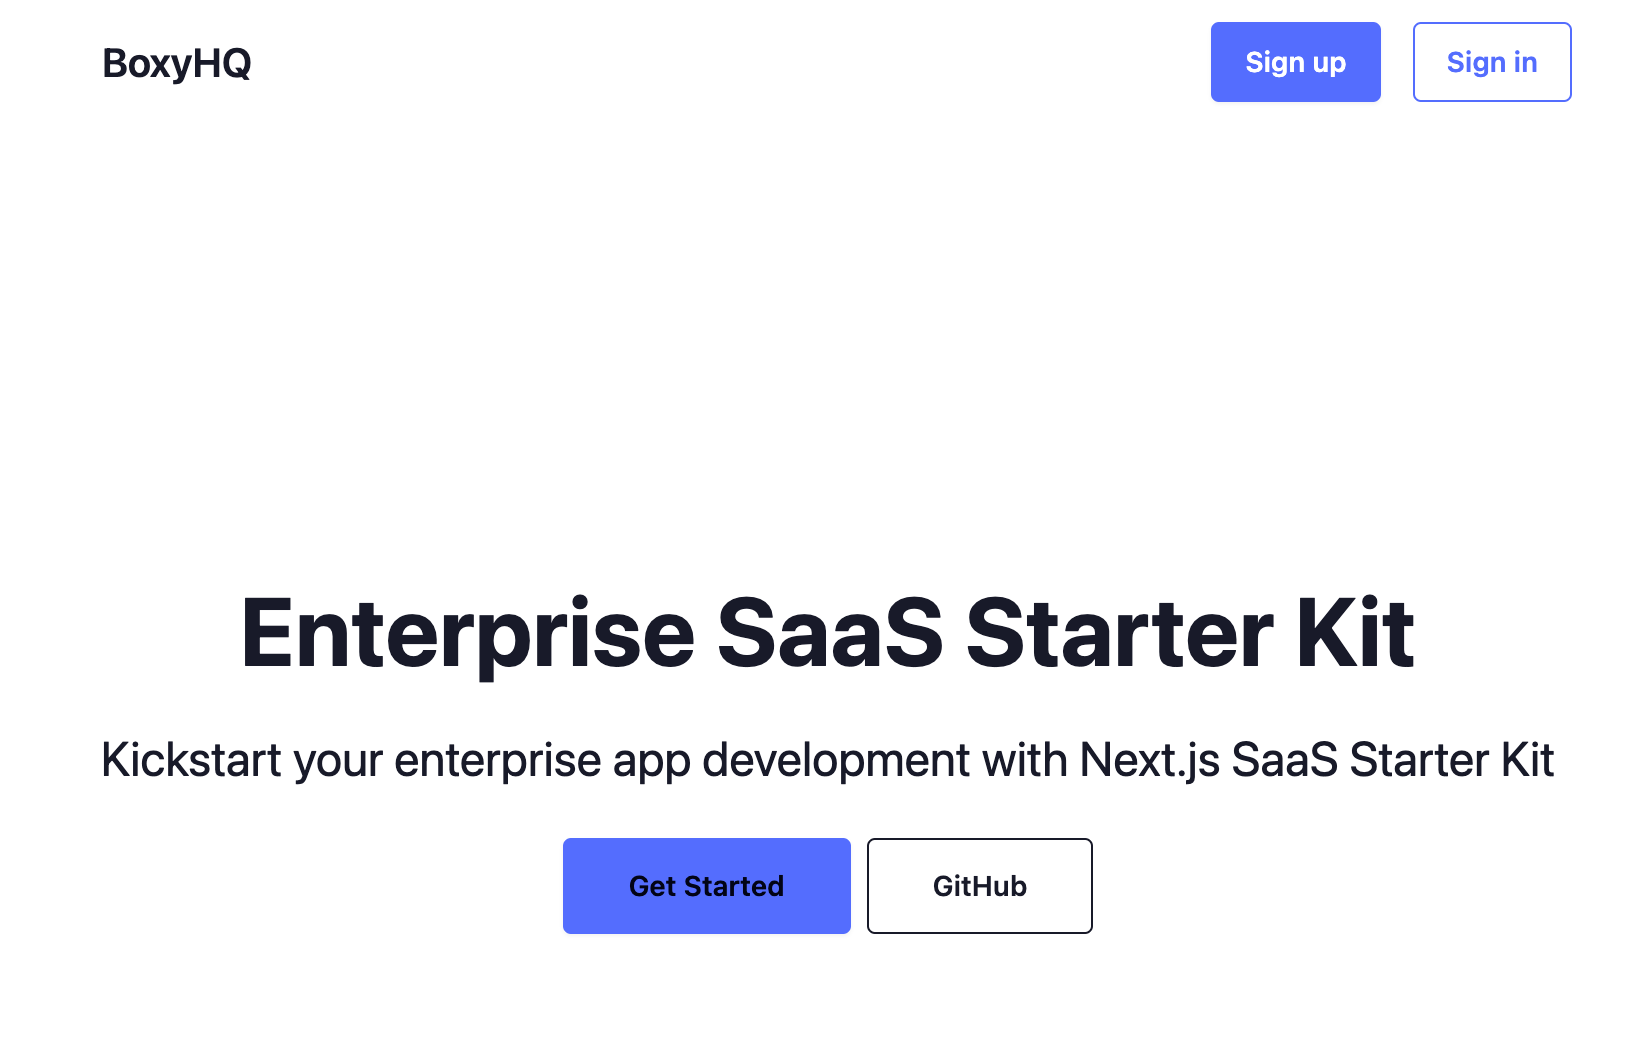 BoxyHQ
Sign up
Sign in
Enterprise SaaS Starter Kit
Kickstart your enterprise app development with Next.js SaaS Starter Kit
Get Started
GitHub